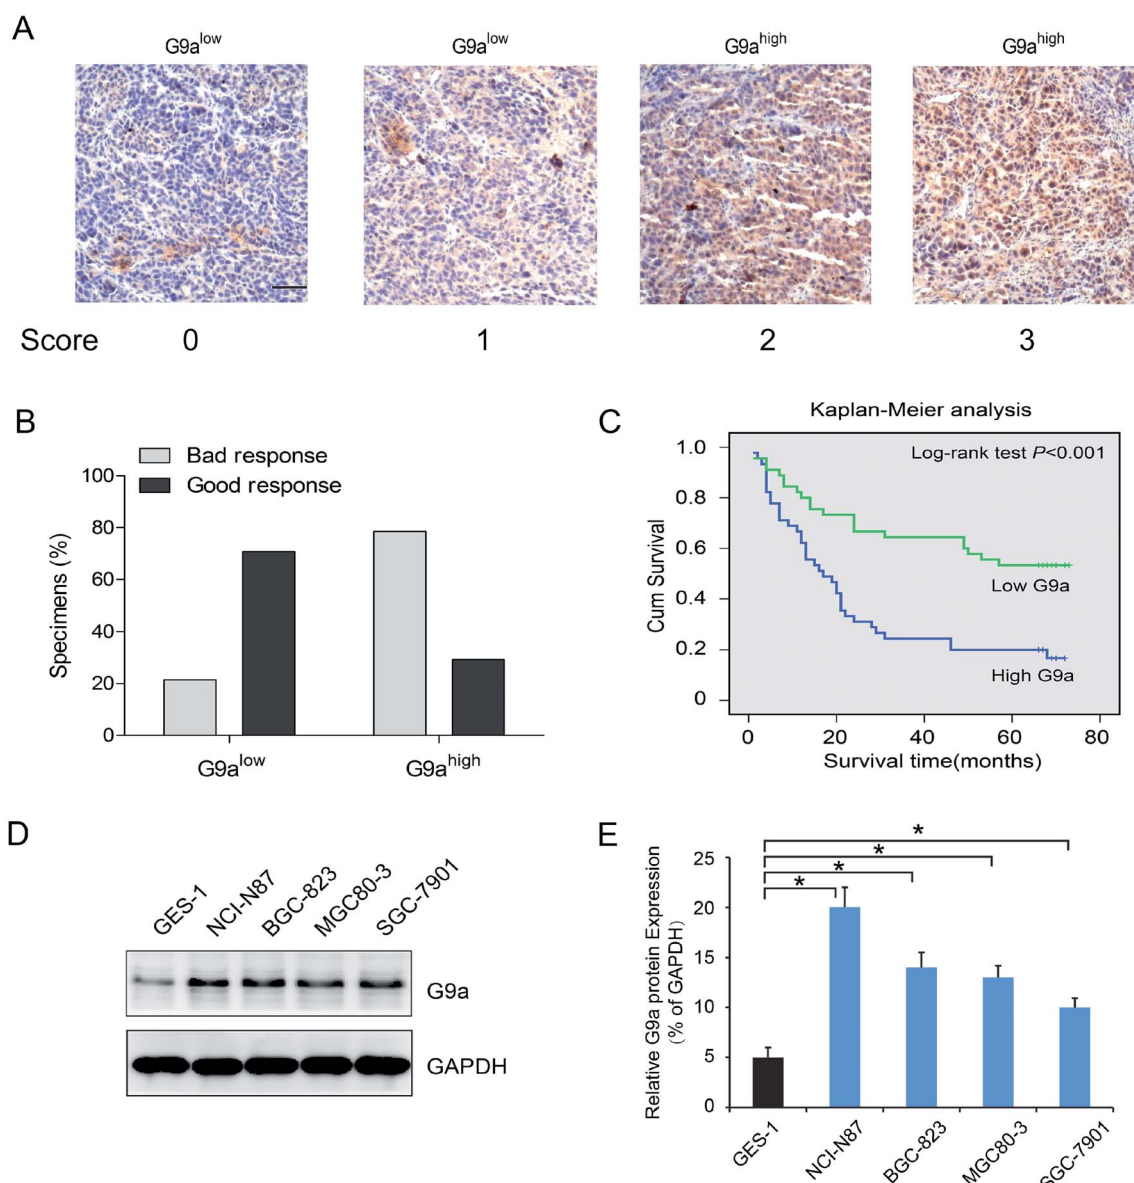 A
G9a^low
G9a^low
G9a^high
G9a^high
Score 0 1 2 3
B
Bad response
Good response
100
80
60
40
20
0
Specimens (%)
G9a^low
G9a^high
C
Kaplan-Meier analysis
Log-rank test P<0.001
1.0
0.8
0.6
0.4
0.2
0
Cum Survival
Low G9a
High G9a
0 20 40 60 80
Survival time(months)
D
GES-1
NCI-N87
BGC-823
MGC80-3
SGC-7901
G9a
GAPDH
E
* * * *
25
20
15
10
5
0
Relative G9a protein Expression
(% of GAPDH)
GES-1
NCI-N87
BGC-823
MGC80-3
SGC-7901